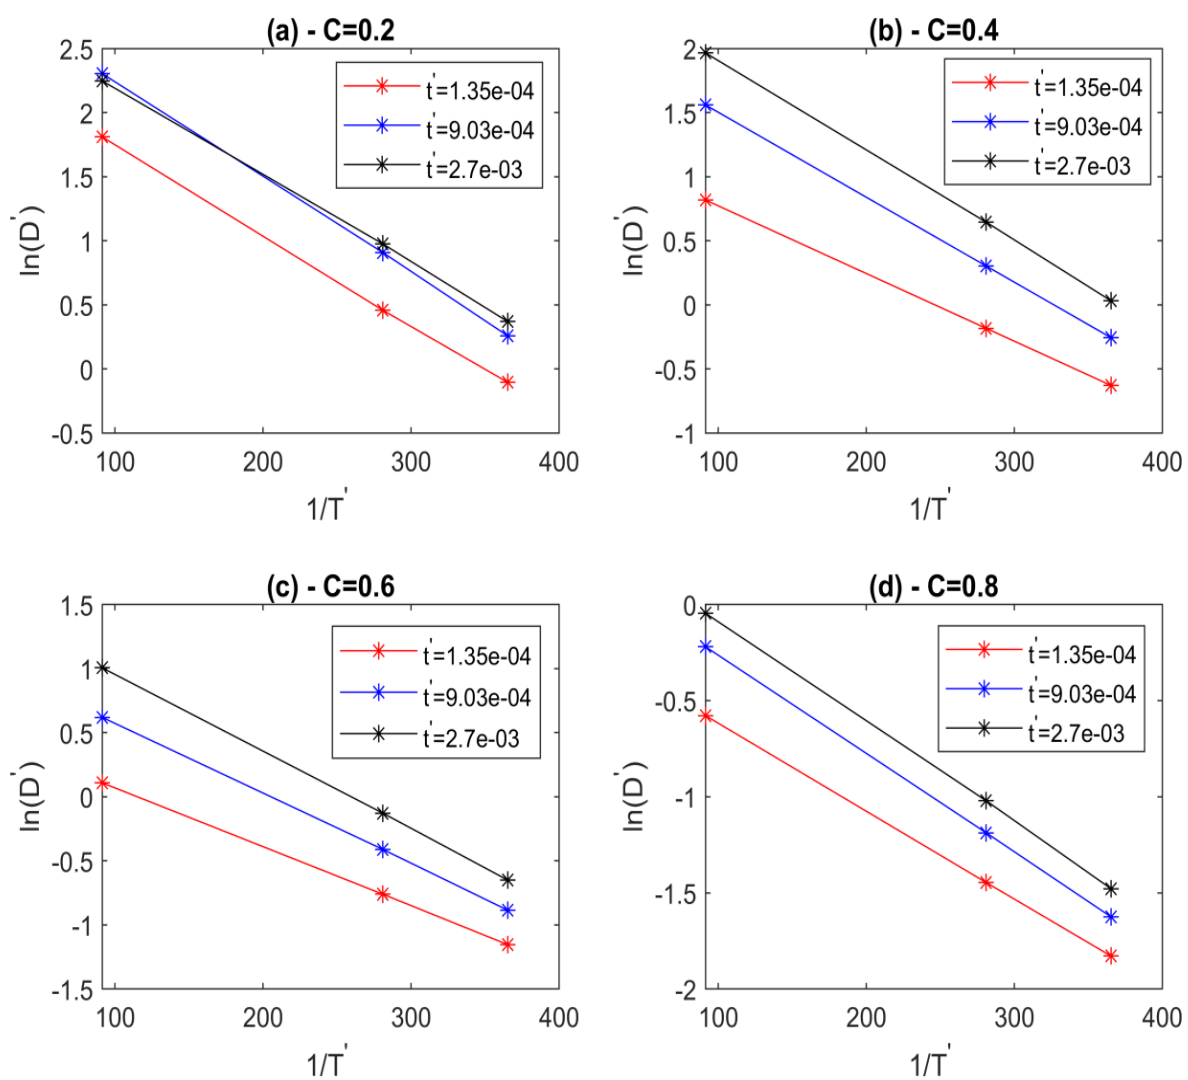 (a) - C=0.2
2.5
2
1.5
1
0.5
0
-0.5
ln(D')
100
200
300
400
1/T'
t'=1.35e-04
t'=9.03e-04
t'=2.7e-03
(b) - C=0.4
2
1.5
1
0.5
0
-0.5
-1
ln(D')
100
200
300
400
1/T'
t'=1.35e-04
t'=9.03e-04
t'=2.7e-03
(c) - C=0.6
1.5
1
0.5
0
-0.5
-1
-1.5
ln(D')
100
200
300
400
1/T'
t'=1.35e-04
t'=9.03e-04
t'=2.7e-03
(d) - C=0.8
0
-0.5
-1
-1.5
-2
ln(D')
100
200
300
400
1/T'
t'=1.35e-04
t'=9.03e-04
t'=2.7e-03